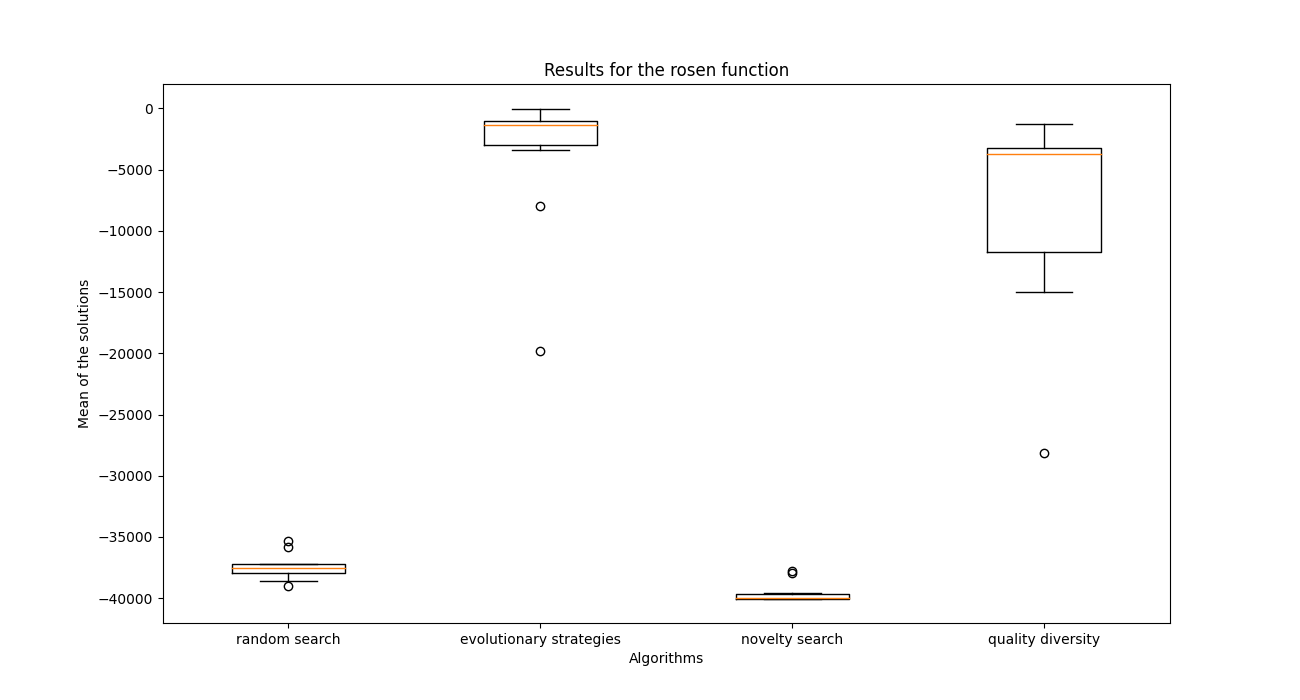 Results for the rosen function
0
−5000
−10000
−15000
−20000
−25000
−30000
−35000
−40000
Mean of the solutions
random search evolutionary strategies novelty search quality diversity
Algorithms